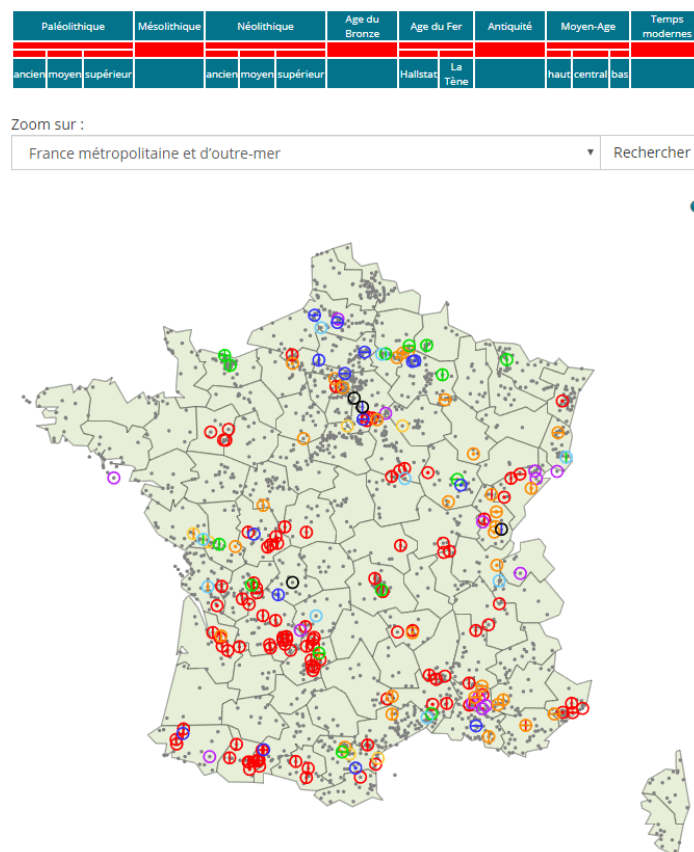 Paléolithique
Mésolithique
Néolithique
Age du
Bronze
Age du Fer
Antiquité
Moyen-Age
Temps
modernes
ancien moyen supérieur
ancien moyen supérieur
Hallstat
La
Tène
haut central bas
Zoom sur :
France métropolitaine et d'outre-mer
Rechercher